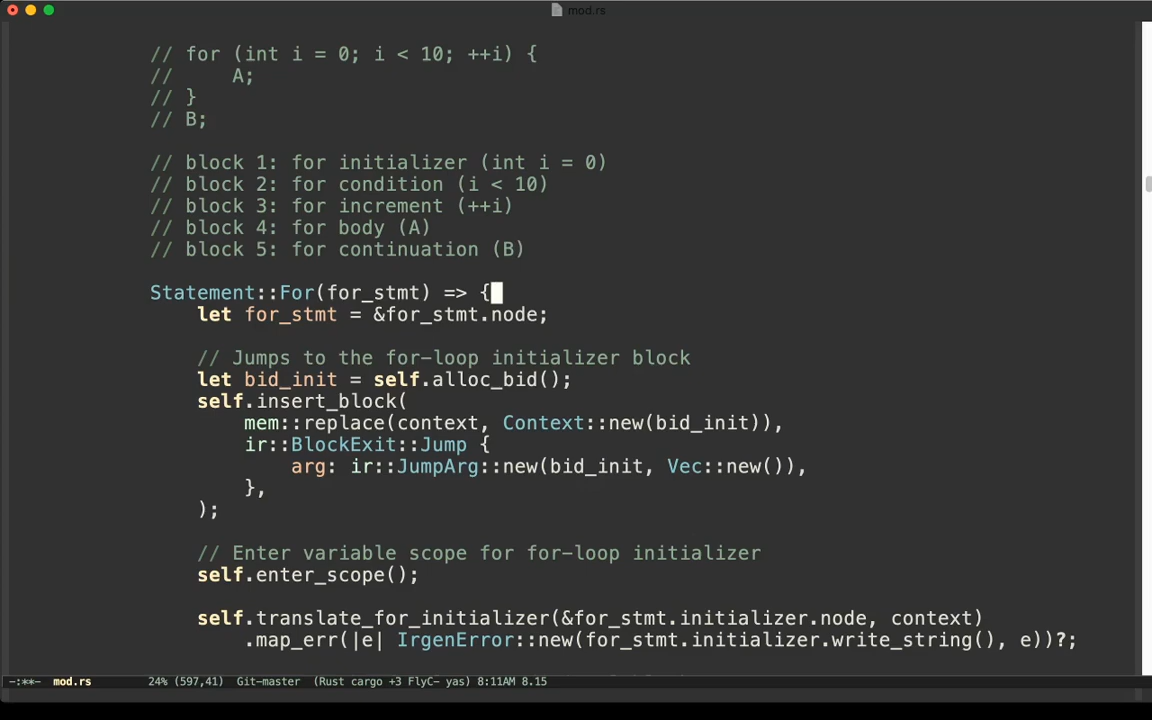 mod.rs
// for (int i = 0; i < 10; ++i) {
//     A;
// }
// B;
// block 1: for initializer (int i = 0)
// block 2: for condition (i < 10)
// block 3: for increment (++i)
// block 4: for body (A)
// block 5: for continuation (B)
Statement::For(for_stmt) => {
let for_stmt = &for_stmt.node;
// Jumps to the for-loop initializer block
let bid_init = self.alloc_bid();
self.insert_block(
mem::replace(context, Context::new(bid_init)),
ir::BlockExit::Jump {
arg: ir::JumpArg::new(bid_init, Vec::new()),
},
);
// Enter variable scope for for-loop initializer
self.enter_scope();
self.translate_for_initializer(&for_stmt.initializer.node, context)
.map_err(|e| IrgenError::new(for_stmt.initializer.write_string(), e))?;
-:**- mod.rs 24% (597,41) Git-master (Rust cargo +3 FlyC- yas) 8:11AM 8.15